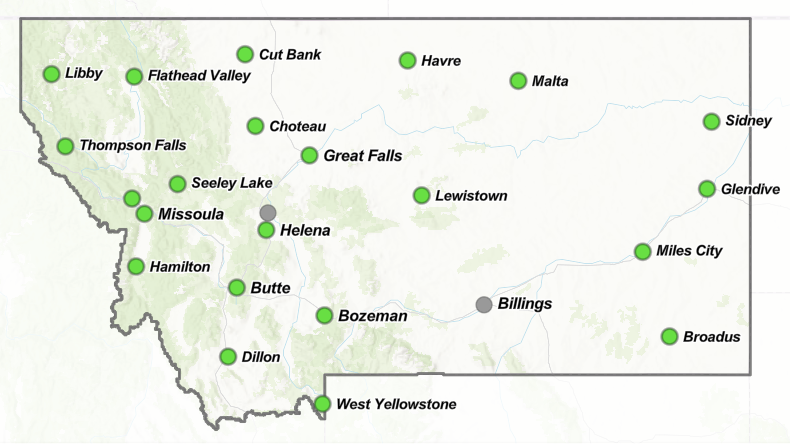 Cut Bank
Havre
Libby
Flathead Valley
Malta
Sidney
Choteau
Thompson Falls
Great Falls
Seeley Lake
Glendive
Lewistown
Missoula
Helena
Miles City
Hamilton
Butte
Billings
Bozeman
Broadus
Dillon
West Yellowstone